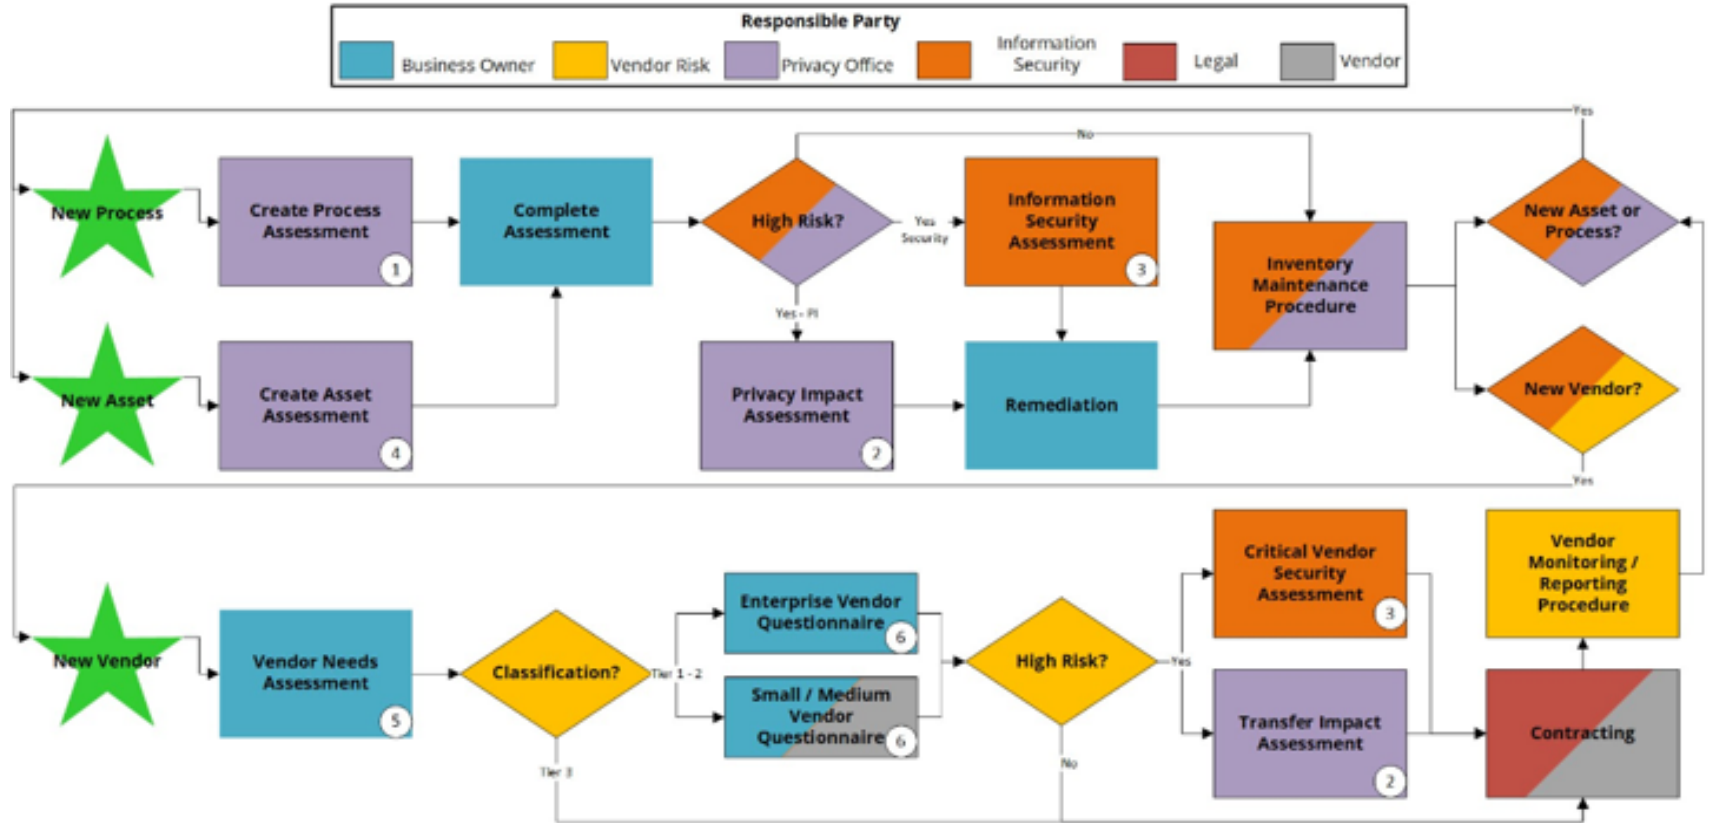 Responsible Party
Business Owner
Vendor Risk
Privacy Office
Information
Security
Legal
Vendor
Yes
No
New Process
Create Process
Assessment
1
Complete
Assessment
High Risk?
Yes
Security
Information
Security
Assessment
3
Inventory
Maintenance
Procedure
New Asset or
Process?
Yes - PI
New Asset
Create Asset
Assessment
4
Privacy Impact
Assessment
2
Remediation
New Vendor?
Yes
New Vendor
Vendor Needs
Assessment
5
Classification?
Tier 1 - 2
Tier 3
Enterprise Vendor
Questionnaire
6
Small / Medium
Vendor
Questionnaire
6
High Risk?
Yes
No
Critical Vendor
Security
Assessment
3
Transfer Impact
Assessment
2
Vendor
Monitoring /
Reporting
Procedure
Contracting